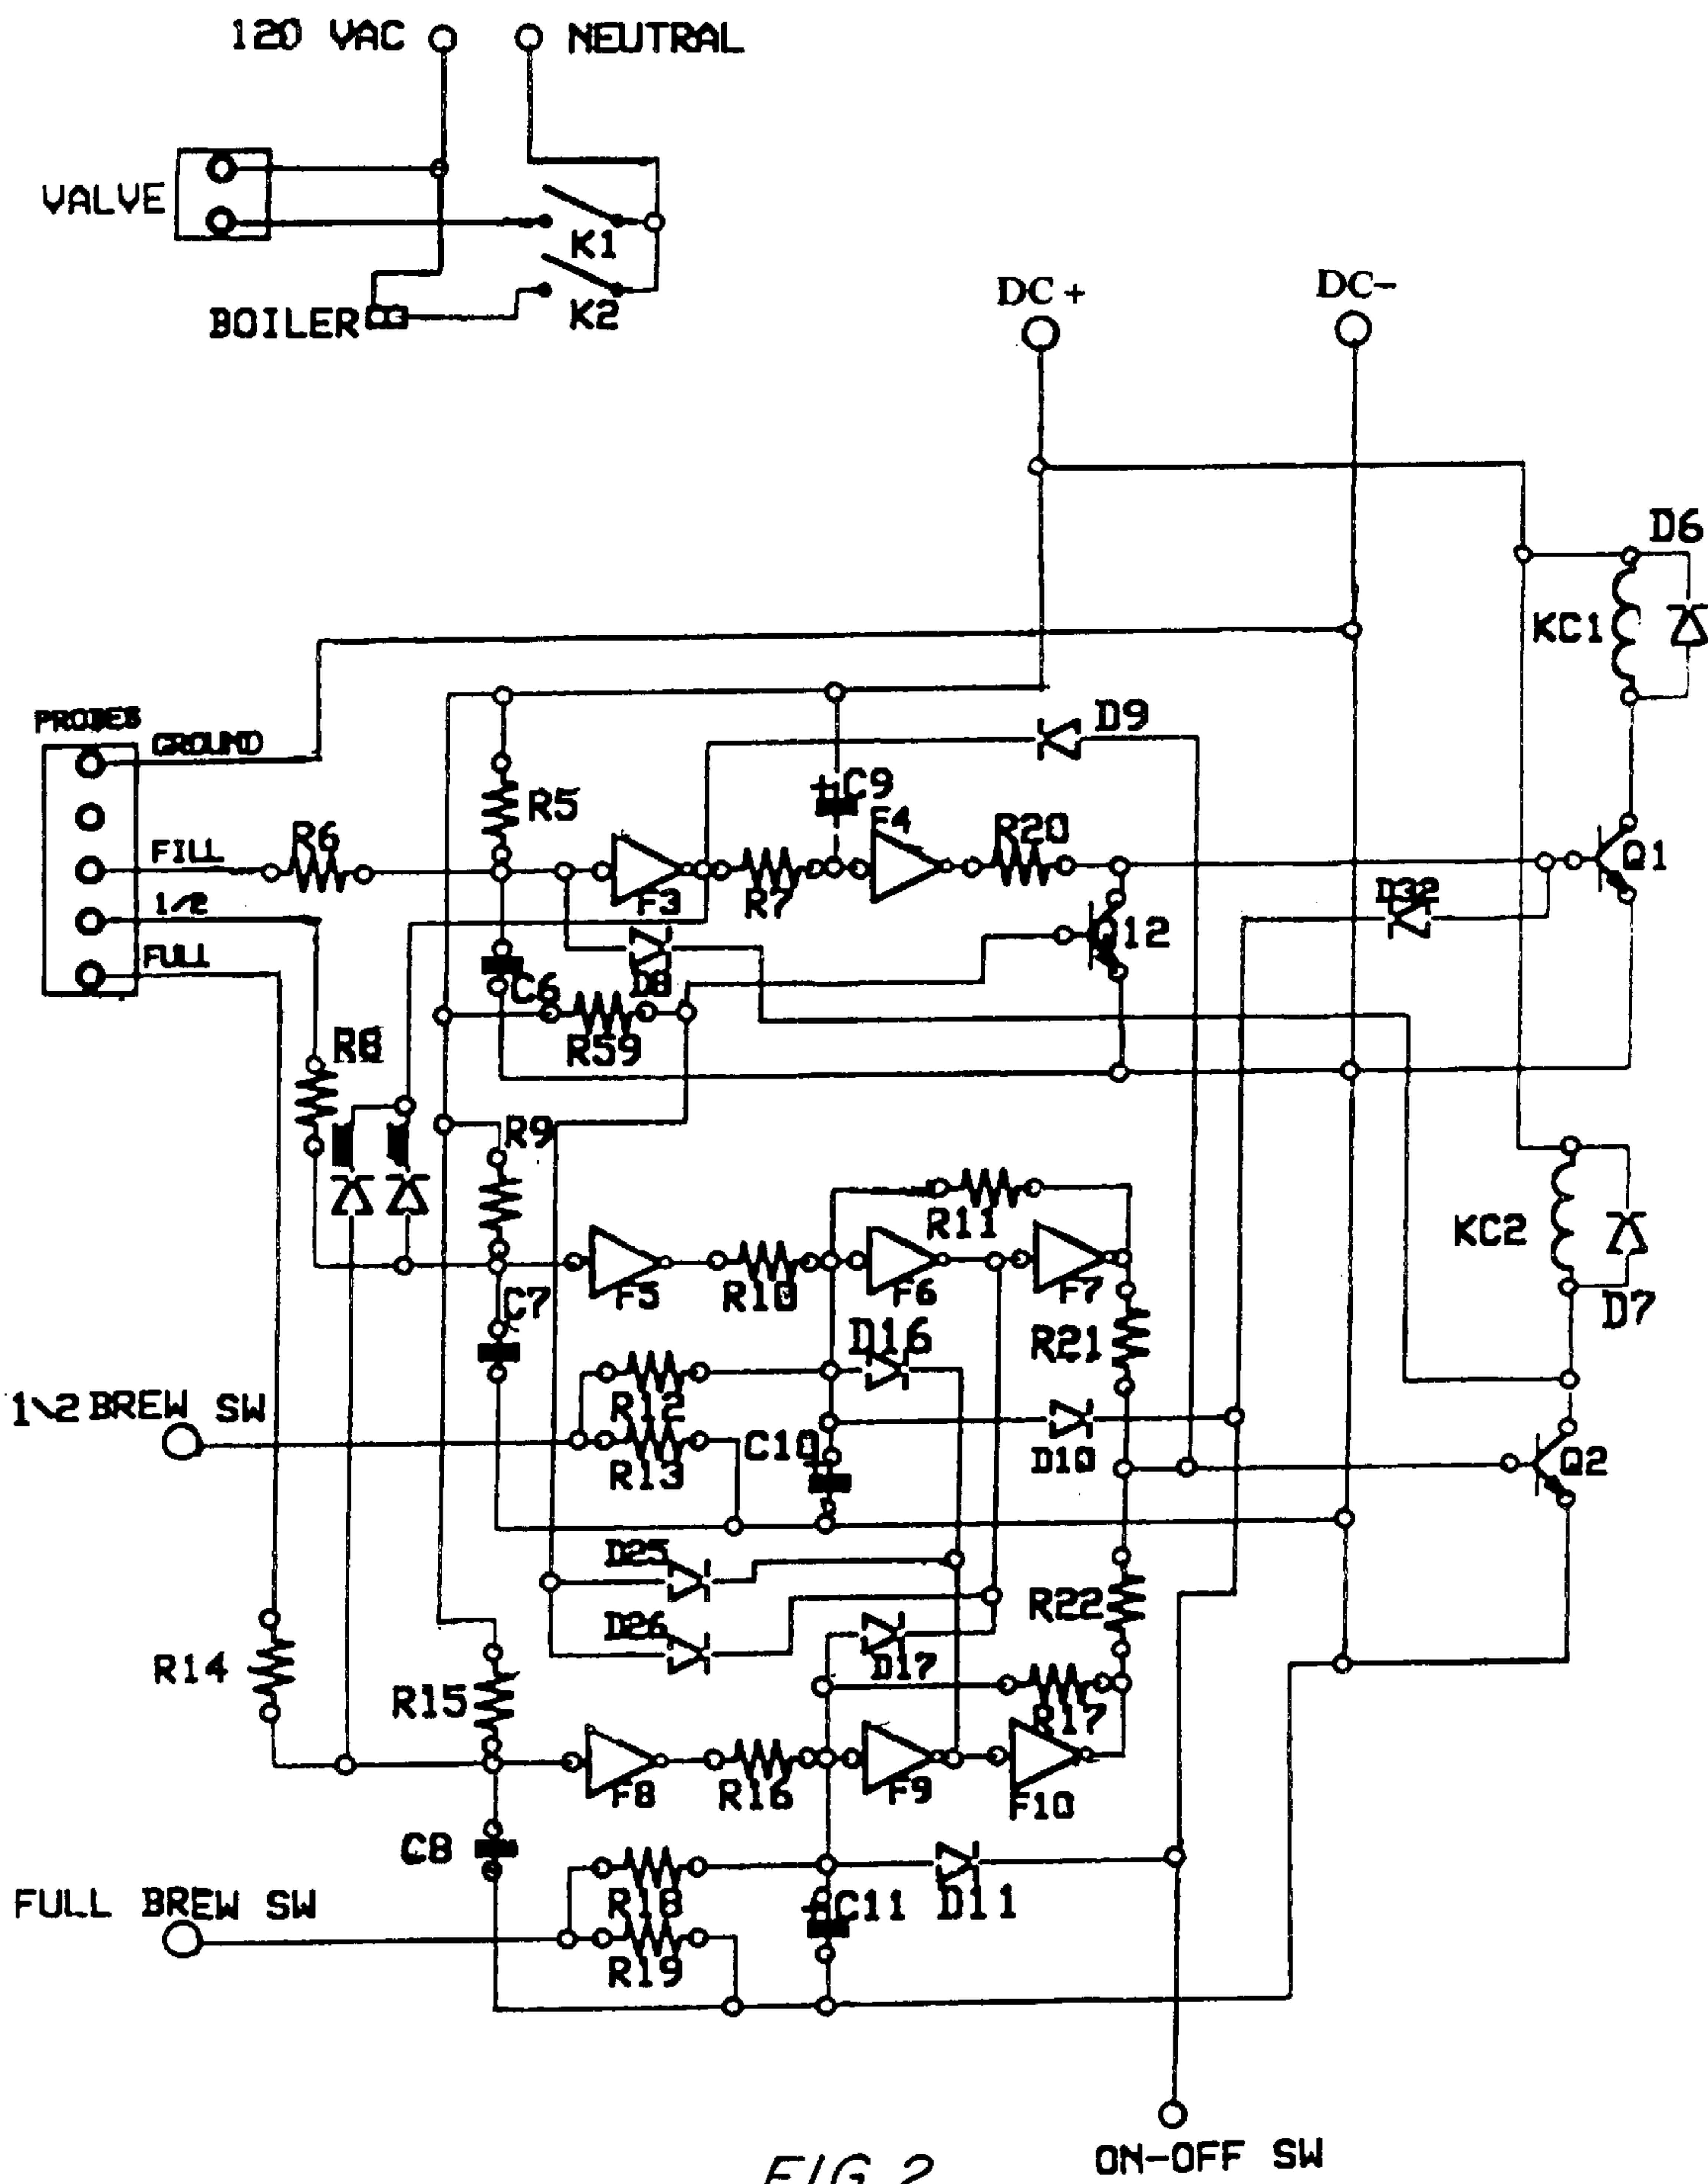 120 VAC
NEUTRAL
VALVE
K1
K2
BOILER
DC+
DC-
D6
KC1
PROBES
GROUND
D9
R5
+
C9
F4
R6
FILL
R20
Q1
F3
R7
D32
1/2
Q12
FULL
D8
C6
R59
R8
R9
R11
KC2
F5
R10
F6
F7
C7
D7
D16
R21
1\2 BREW SW
R12
R13
C10
+
D10
Q2
D25
D26
R22
D17
R14
R15
R17
F8
R16
F9
F10
C8
R18
+
C11
D11
FULL BREW SW
R19
ON-OFF SW
FIG 2